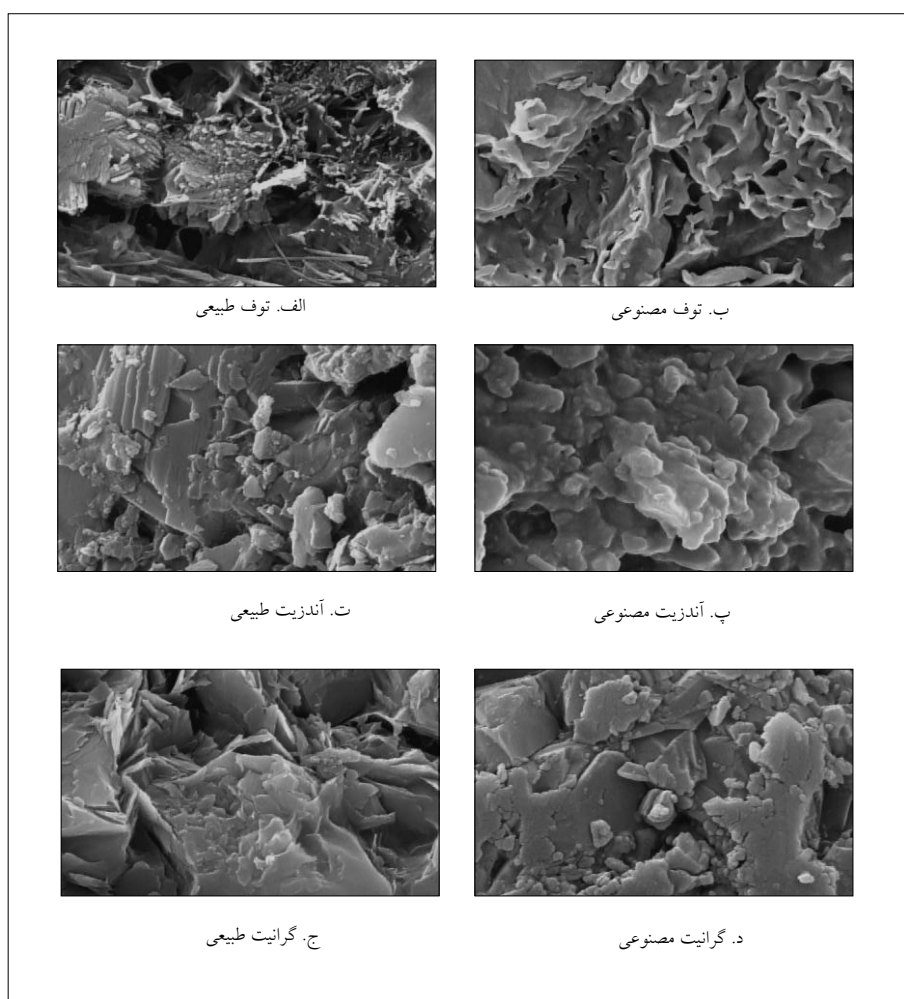 الف. توف طبیعی
ب. توف مصنوعی
ت. آندزیت طبیعی
پ. آندزیت مصنوعی
ج. گرانیت طبیعی
د. گرانیت مصنوعی